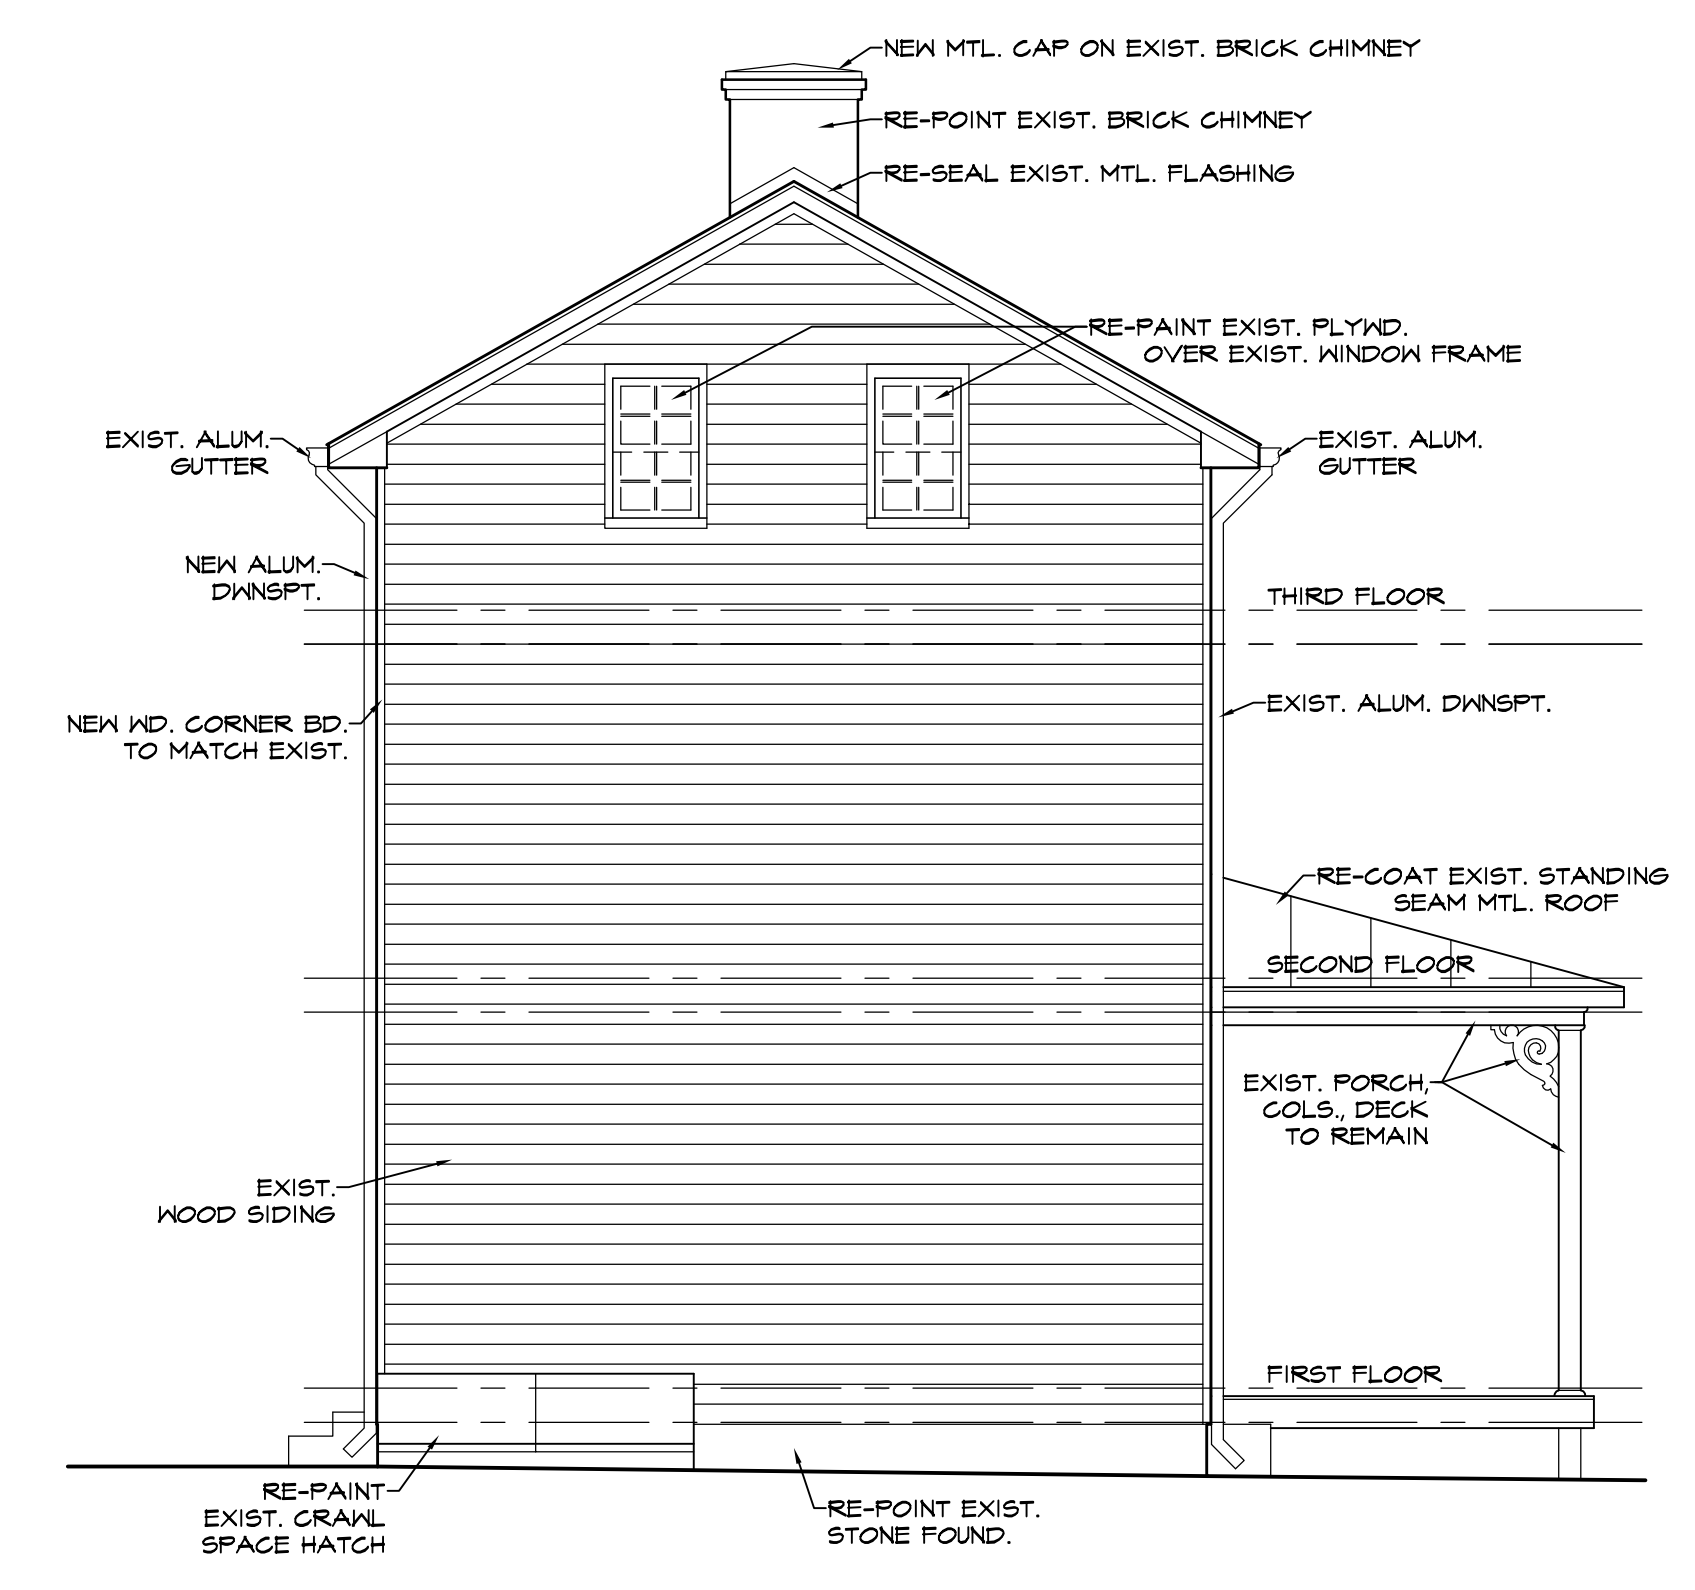 NEW MTL. CAP ON EXIST. BRICK CHIMNEY
RE-POINT EXIST. BRICK CHIMNEY
RE-SEAL EXIST. MTL. FLASHING
RE-PAINT EXIST. PLYWD.
OVER EXIST. WINDOW FRAME
EXIST. ALUM.
GUTTER
EXIST. ALUM.
GUTTER
NEW ALUM.
DWNSPT.
THIRD FLOOR
NEW WD. CORNER BD.
TO MATCH EXIST.
EXIST. ALUM. DWNSPT.
RE-COAT EXIST. STANDING
SEAM MTL. ROOF
SECOND FLOOR
EXIST. PORCH,
COLS., DECK
TO REMAIN
EXIST.
WOOD SIDING
FIRST FLOOR
RE-PAINT
EXIST. CRAWL
SPACE HATCH
RE-POINT EXIST.
STONE FOUND.